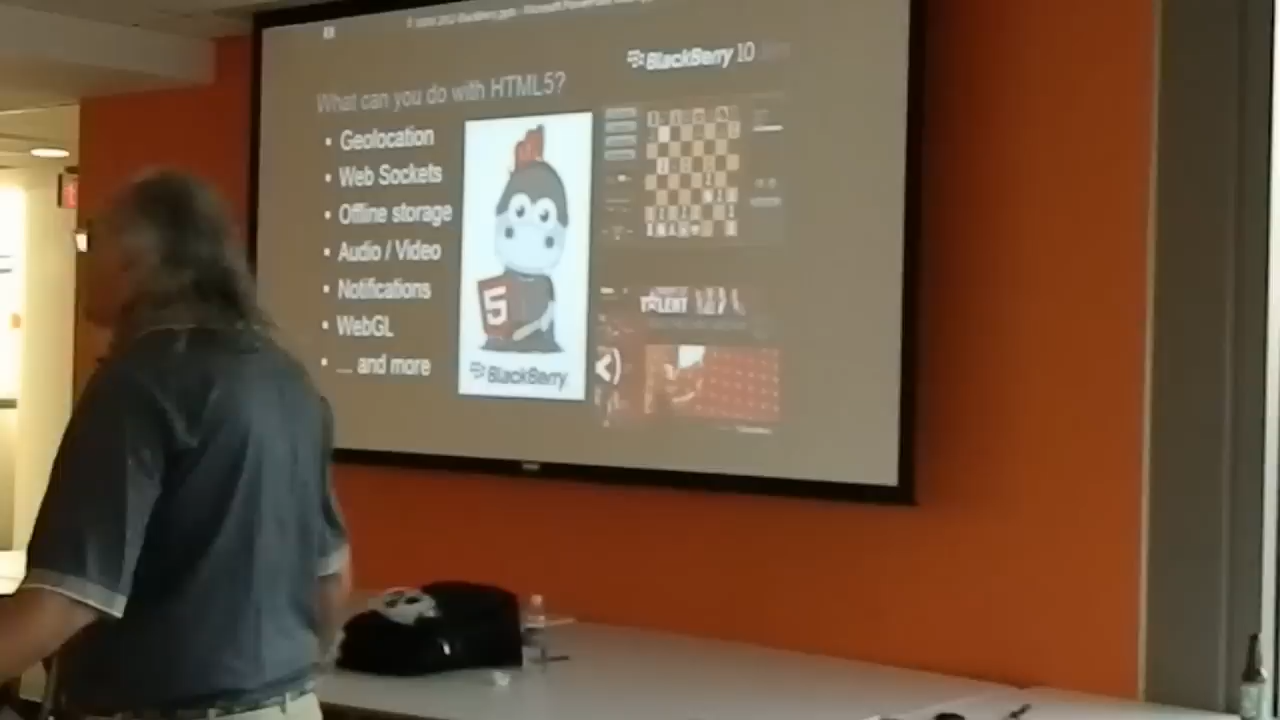 BlackBerry 10
What can you do with HTML5?
• Geolocation
• Web Sockets
• Offline storage
• Audio / Video
• Notifications
• WebGL
• ... and more
5
BlackBerry
TALENT